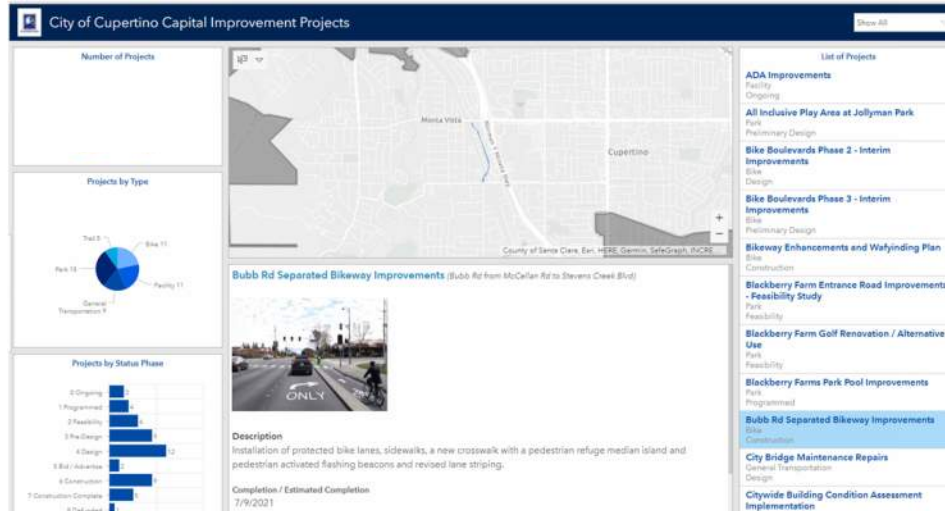 City of Cupertino Capital Improvement Projects
Show All
Number of Projects
Projects by Type
Trail 5
Bike 11
Facility 11
General
Transportation 9
Projects by Status Phase
0 Ongoing
1 Programmed
2 Feasibility
3 Pre-Design
4 Design
12
5 Bid / Advertise
6 Construction
7 Construction Complete
Monta Vista
Cupertino
+
−
County of Santa Clara, Esri, HERE, Garmin, SafeGraph, INCRE
Bubb Rd Separated Bikeway Improvements (Bubb Rd from McCellan Rd to Stevens Creek Blvd)
ONLY
Description
Installation of protected bike lanes, sidewalks, a new crosswalk with a pedestrian refuge median island and
pedestrian activated flashing beacons and revised lane striping.
Completion / Estimated Completion
7/9/2021
List of Projects
ADA Improvements
Facility
Ongoing
All Inclusive Play Area at Jollyman Park
Park
Preliminary Design
Bike Boulevards Phase 2 - Interim
Improvements
Bike
Design
Bike Boulevards Phase 3 - Interim
Improvements
Bike
Preliminary Design
Bikeway Enhancements and Wafyinding Plan
Bike
Construction
Blackberry Farm Entrance Road Improvements
- Feasibility Study
Park
Feasibility
Blackberry Farm Golf Renovation / Alternative
Use
Park
Feasibility
Blackberry Farms Park Pool Improvements
Park
Programmed
Bubb Rd Separated Bikeway Improvements
Bike
Construction
City Bridge Maintenance Repairs
General Transportation
Design
Citywide Building Condition Assessment
Implementation